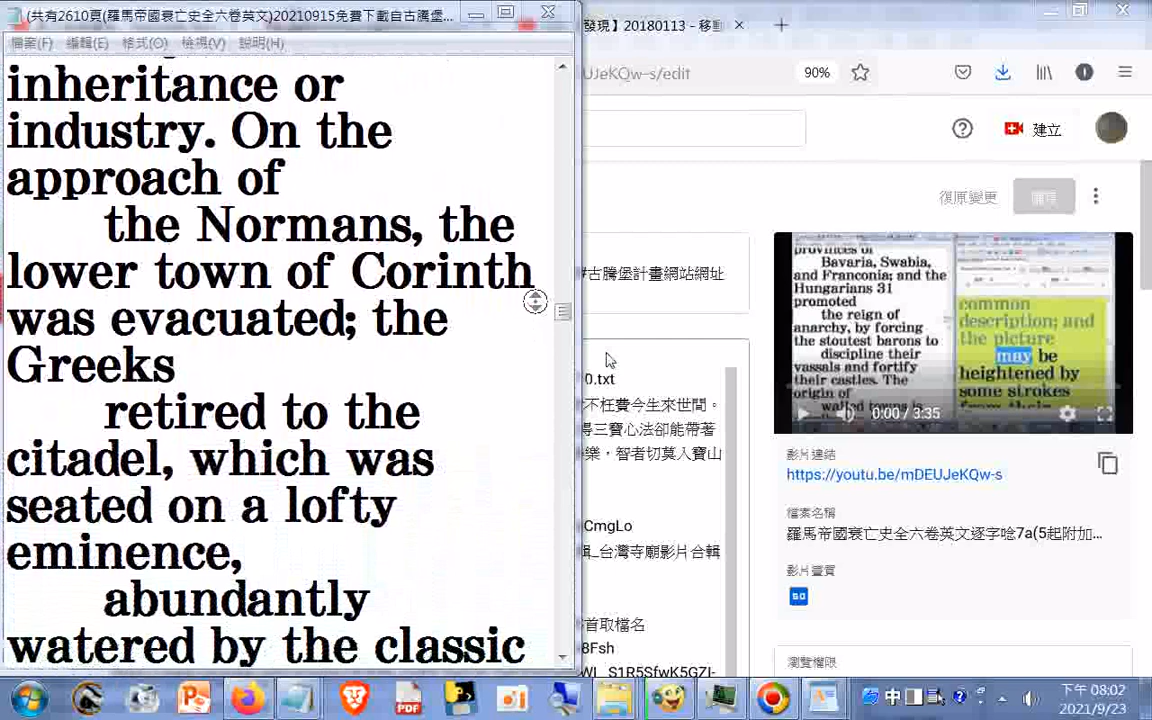 (共有2610頁(羅馬帝國衰亡史全六卷英文)20210915免費下載自古騰堡...
檔案(F) 編輯(E) 格式(O) 檢視(V) 說明(H)
inheritance or
industry. On the
approach of
the Normans, the
lower town of Corinth
was evacuated; the
Greeks
retired to the
citadel, which was
seated on a lofty
eminence,
abundantly
watered by the classic
發現】20180113 - 移動
JeKQw-s/edit
90%
建立
復原變更
#古騰堡計畫網站網址
0.txt
不枉費今生來世間。
得三寶心法卻能帶著
樂，智者切莫入寶山
CmgLo
輯_台灣寺廟影片合輯
首取檔名
8Fsh
WI_S1R5SfwK5GZI-
provinces of
Bavaria, Swabia,
and Franconia; and the
Hungarians 31
promoted
the reign of
anarchy, by forcing
the stoutest barons to
discipline their
vassals and fortify
their castles. The
origin of
walled towns is
common
description; and
the picture
may be
heightened by
some strokes
0:00 / 3:35
影片連結
https://youtu.be/mDEUJeKQw-s
檔案名稱
羅馬帝國衰亡史全六卷英文逐字唸7a(5起附加...
影片畫質
SD
瀏覽權限
中
下午 08:02
2021/9/23